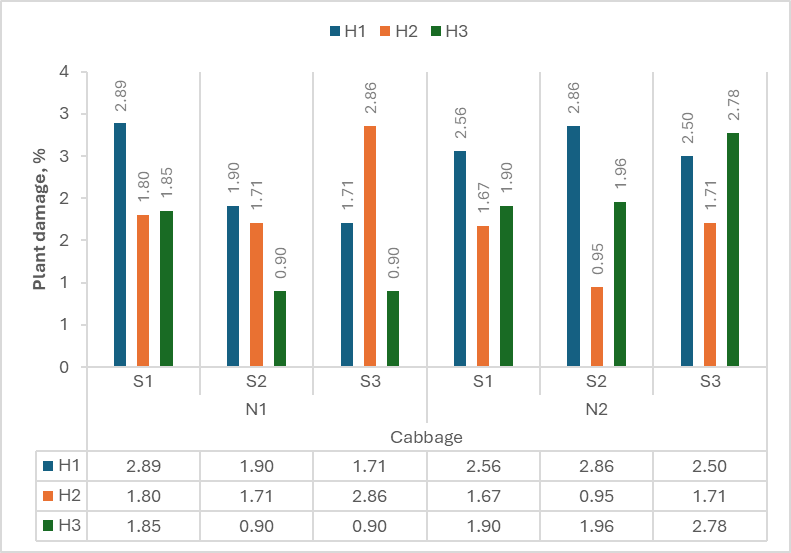 H1 H2 H3
Plant damage, %
4
3
3
2
2
1
1
0
2.89 1.80 1.85 1.90 1.71 0.90 1.71 2.86 0.90 2.56 1.67 1.90 2.86 0.95 1.96 2.50 1.71 2.78
S1 S2 S3 S1 S2 S3
N1 N2
Cabbage
H1 2.89 1.90 1.71 2.56 2.86 2.50
H2 1.80 1.71 2.86 1.67 0.95 1.71
H3 1.85 0.90 0.90 1.90 1.96 2.78